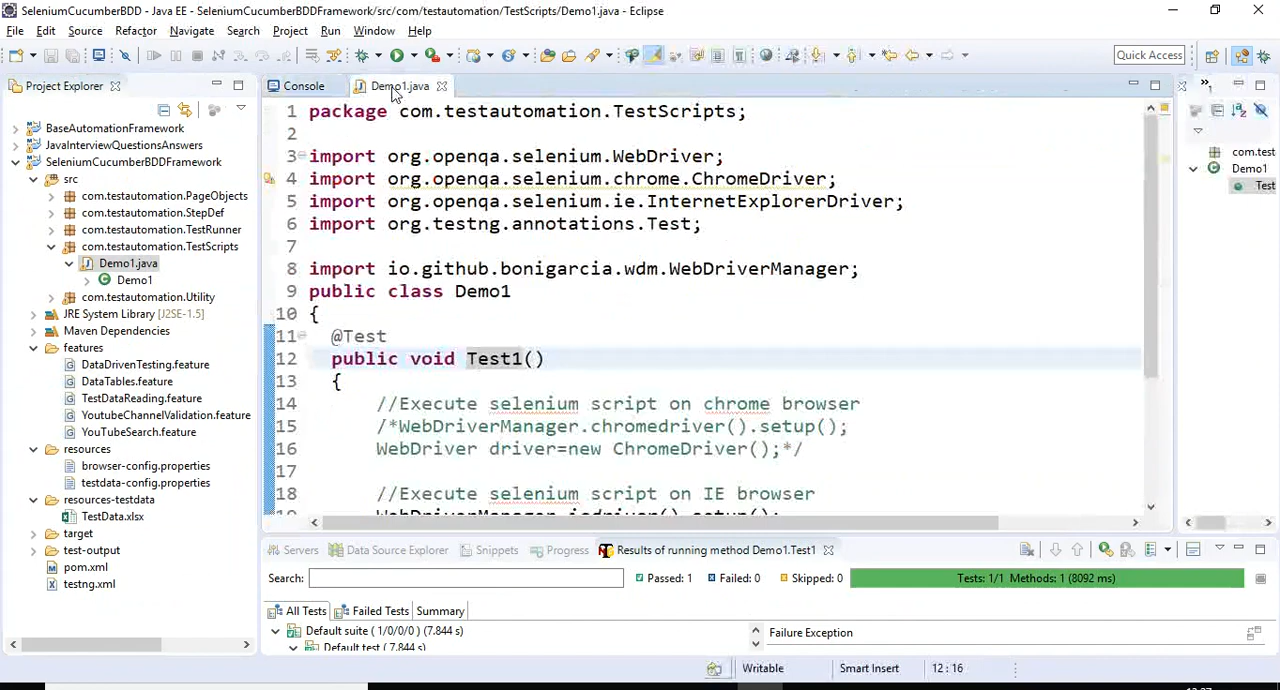 SeleniumCucumberBDD - Java EE - SeleniumCucumberBDDFramework/src/com/testautomation/TestScripts/Demo1.java - Eclipse
File Edit Source Refactor Navigate Search Project Run Window Help
Quick Access
Project Explorer
Console
Demo1.java
BaseAutomationFramework
JavaInterviewQuestionsAnswers
SeleniumCucumberBDDFramework
src
com.testautomation.PageObjects
com.testautomation.StepDef
com.testautomation.TestRunner
com.testautomation.TestScripts
Demo1.java
Demo1
com.testautomation.Utility
JRE System Library [J2SE-1.5]
Maven Dependencies
features
DataDrivenTesting.feature
DataTables.feature
TestDataReading.feature
YoutubeChannelValidation.feature
YouTubeSearch.feature
resources
browser-config.properties
testdata-config.properties
resources-testdata
TestData.xlsx
target
test-output
pom.xml
testng.xml
1 package com.testautomation.TestScripts;
2
3 import org.openqa.selenium.WebDriver;
4 import org.openqa.selenium.chrome.ChromeDriver;
5 import org.openqa.selenium.ie.InternetExplorerDriver;
6 import org.testng.annotations.Test;
7
8 import io.github.bonigarcia.wdm.WebDriverManager;
9 public class Demo1
10 {
11 @Test
12 public void Test1()
13 {
14 //Execute selenium script on chrome browser
15 /*WebDriverManager.chromedriver().setup();
16 WebDriver driver=new ChromeDriver();*/
17
18 //Execute selenium script on IE browser
19 WebDriverManager.iedriver().setup();
com.test
Demo1
Test
Servers
Data Source Explorer
Snippets
Progress
Results of running method Demo1.Test1
Search:
Passed: 1
Failed: 0
Skipped: 0
Tests: 1/1 Methods: 1 (8092 ms)
All Tests
Failed Tests
Summary
Default suite ( 1/0/0/0 ) (7.844 s)
Default test ( 7.844 s)
Failure Exception
Writable
Smart Insert
12 : 16